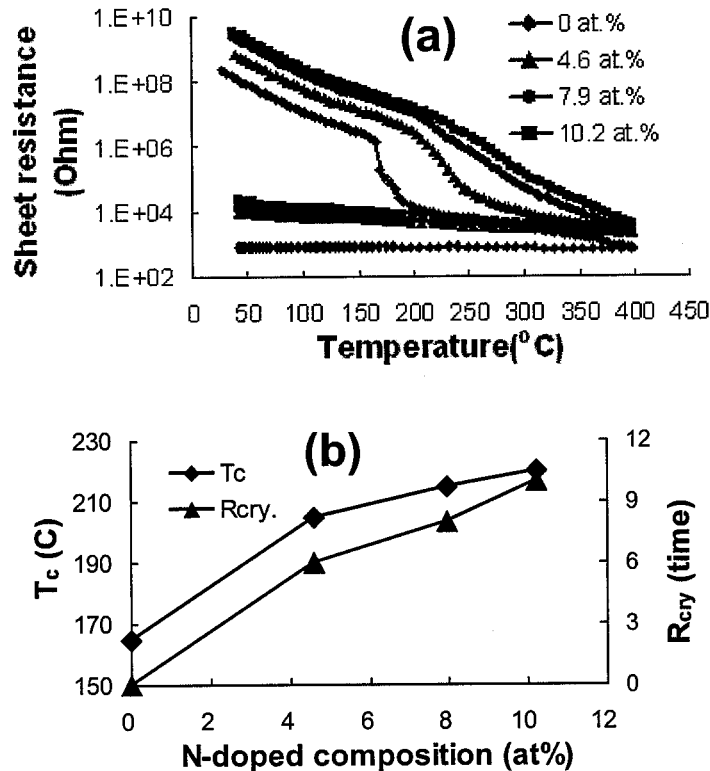 (a)
Sheet resistance
(Ohm)
1.E+10
1.E+08
1.E+06
1.E+04
1.E+02
0 at.%
4.6 at.%
7.9 at.%
10.2 at.%
0 50 100 150 200 250 300 350 400 450
Temperature(°C)
(b)
Tc
Rcry.
Tc (C)
230
210
190
170
150
12
9
6
3
0
Rcry (time)
0 2 4 6 8 10 12
N-doped composition (at%)